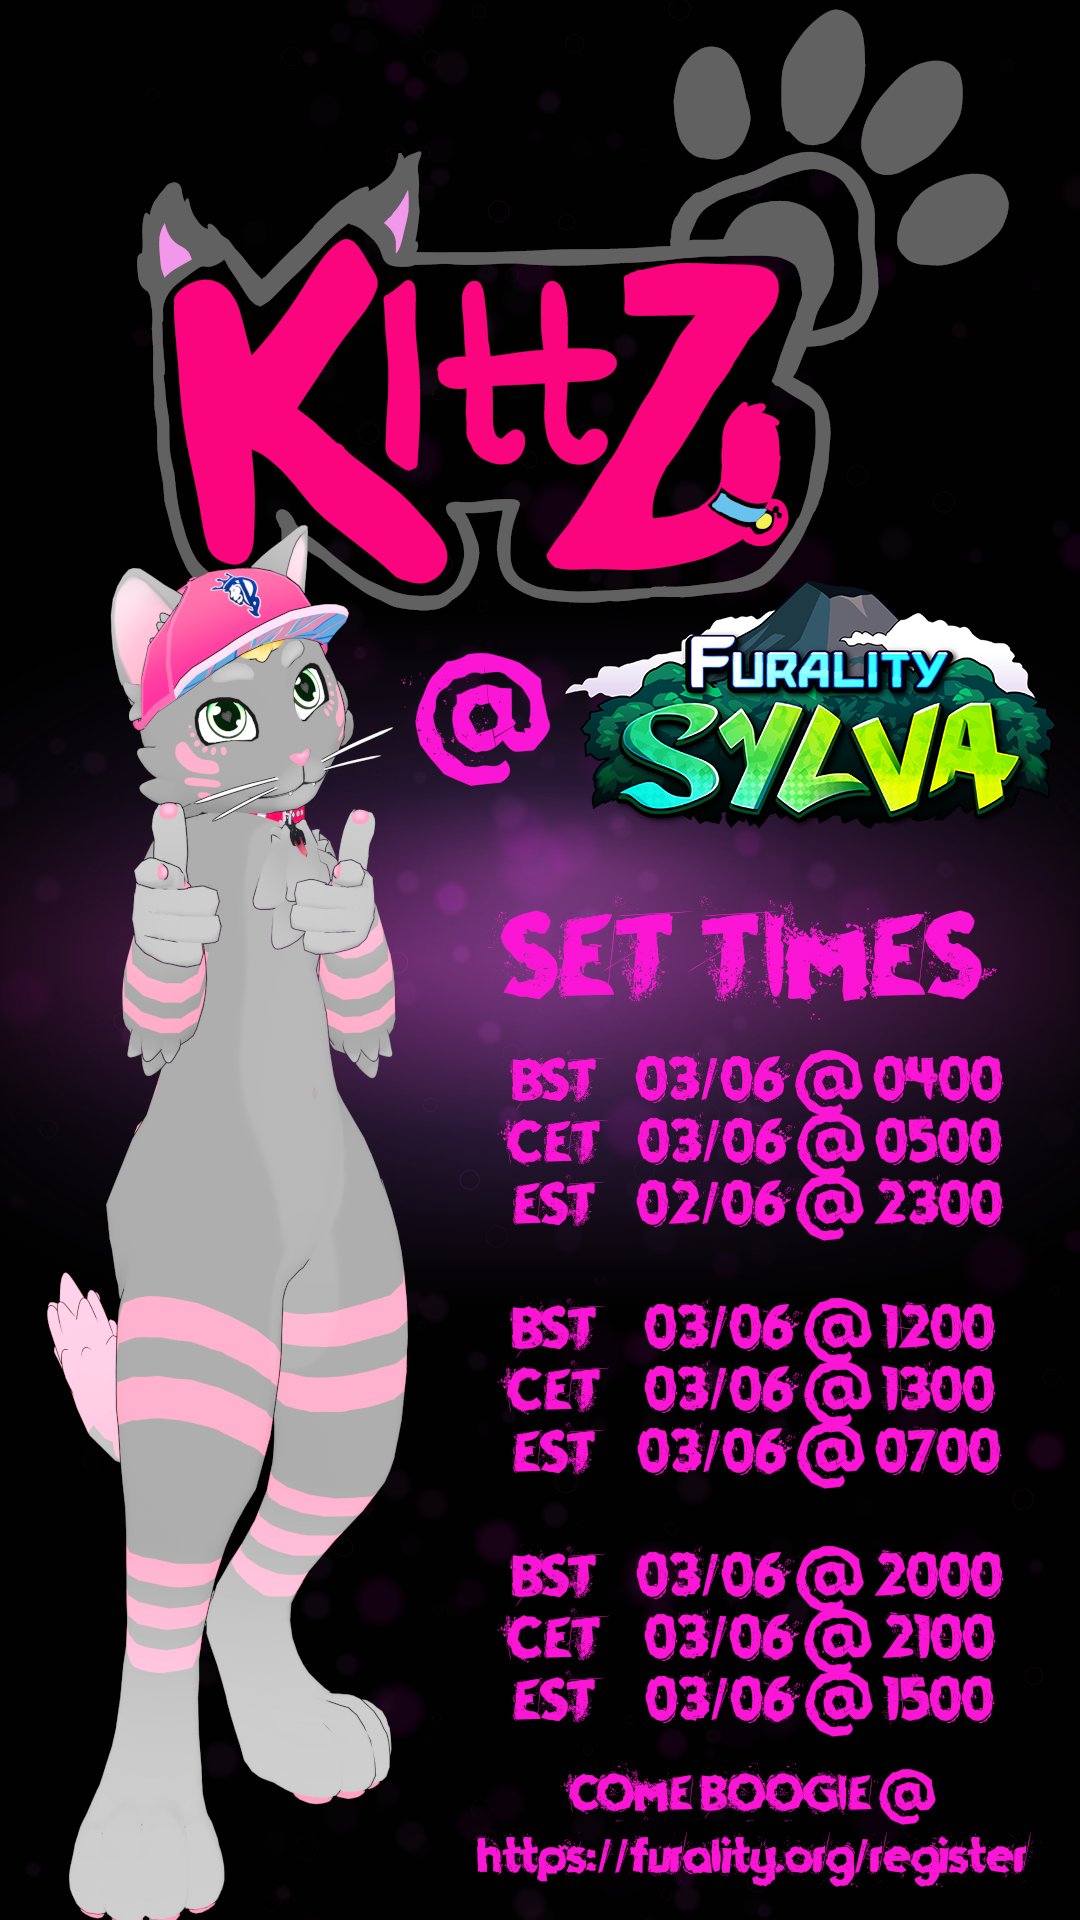 KittZ
@
FURALITY
SYLVA
SET TIMES
BST 03/06 @ 0400
CET 03/06 @ 0500
EST 02/06 @ 2300
BST 03/06 @ 1200
CET 03/06 @ 1300
EST 03/06 @ 0700
BST 03/06 @ 2000
CET 03/06 @ 2100
EST 03/06 @ 1500
COME BOOGIE @
https://furality.org/register